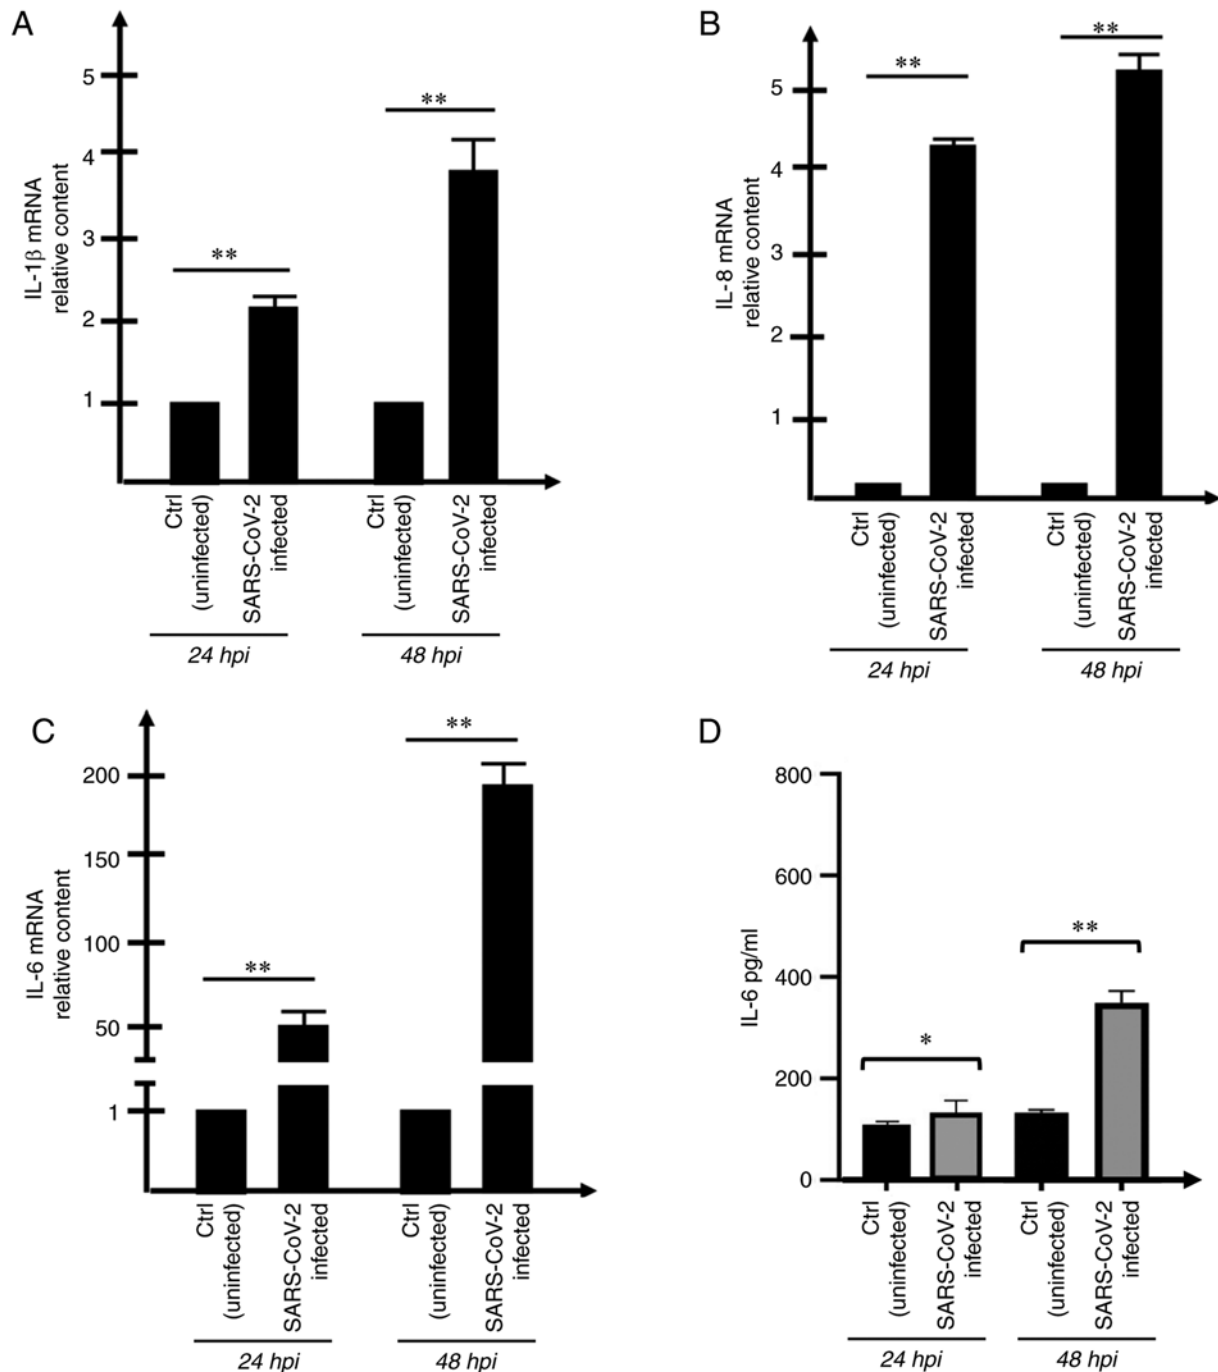 A
5
4
3
2
1
IL-1β mRNA
relative content
**
**
Ctrl
(uninfected)
SARS-CoV-2
infected
Ctrl
(uninfected)
SARS-CoV-2
infected
24 hpi
48 hpi
B
5
4
3
2
1
IL-8 mRNA
relative content
**
**
Ctrl
(uninfected)
SARS-CoV-2
infected
Ctrl
(uninfected)
SARS-CoV-2
infected
24 hpi
48 hpi
C
200
150
100
50
1
IL-6 mRNA
relative content
**
**
Ctrl
(uninfected)
SARS-CoV-2
infected
Ctrl
(uninfected)
SARS-CoV-2
infected
24 hpi
48 hpi
D
800
600
400
200
0
IL-6 pg/ml
*
**
Ctrl
(uninfected)
SARS-CoV-2
infected
Ctrl
(uninfected)
SARS-CoV-2
infected
24 hpi
48 hpi